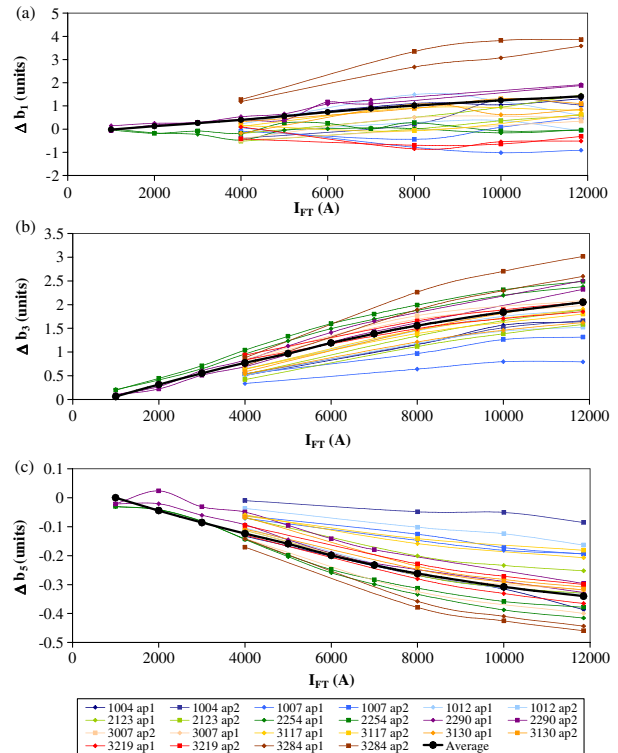 (a)
5
4
3
2
1
0
-1
-2
Δ b1 (units)
0 2000 4000 6000 8000 10000 12000
IFT (A)
(b)
3.5
3
2.5
2
1.5
1
0.5
0
Δ b3 (units)
0 2000 4000 6000 8000 10000 12000
IFT (A)
(c)
0.1
0
-0.1
-0.2
-0.3
-0.4
-0.5
Δ b5 (units)
0 2000 4000 6000 8000 10000 12000
IFT (A)
1004 ap1 1004 ap2 1007 ap1 1007 ap2 1012 ap1 1012 ap2
2123 ap1 2123 ap2 2254 ap1 2254 ap2 2290 ap1 2290 ap2
3007 ap2 3007 ap1 3117 ap1 3117 ap2 3130 ap1 3130 ap2
3219 ap1 3219 ap2 3284 ap1 3284 ap2 Average